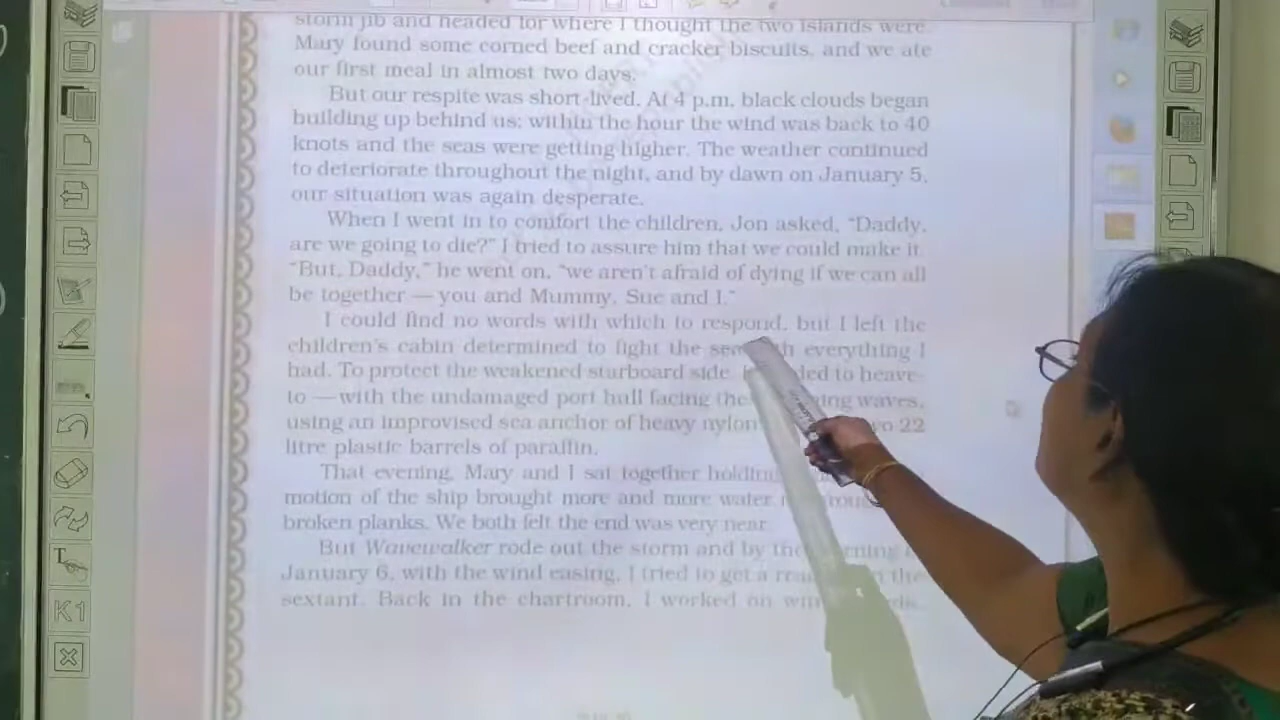 storm jib and headed for where I thought the two islands were.
Mary found some corned beef and cracker biscuits, and we ate
our first meal in almost two days.
But our respite was short-lived. At 4 p.m. black clouds began
building up behind us; within the hour the wind was back to 40
knots and the seas were getting higher. The weather continued
to deteriorate throughout the night, and by dawn on January 5,
our situation was again desperate.
When I went in to comfort the children, Jon asked, “Daddy,
are we going to die?” I tried to assure him that we could make it.
“But, Daddy,” he went on, “we aren't afraid of dying if we can all
be together — you and Mummy, Sue and I.”
I could find no words with which to respond, but I left the
children's cabin determined to fight the sea everything I
had. To protect the weakened starboard side, to heave-
to — with the undamaged port hull facing the waves,
using an improvised sea anchor of heavy nylon 22
litre plastic barrels of paraffin.
That evening, Mary and I sat together holding
motion of the ship brought more and more water
broken planks. We both felt the end was very near.
But Wavewalker rode out the storm and by the
January 6, with the wind easing, I tried to get a the
sextant. Back in the chartroom, I worked on
K1